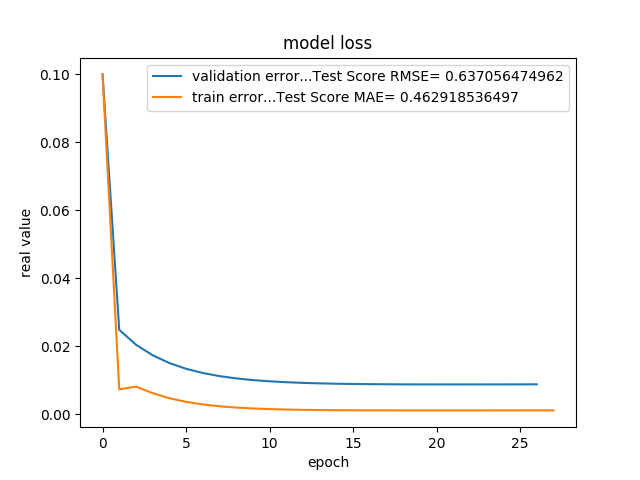 model loss
validation error...Test Score RMSE= 0.637056474962
train error...Test Score MAE= 0.462918536497
0.10
0.08
0.06
0.04
0.02
0.00
real value
0 5 10 15 20 25
epoch